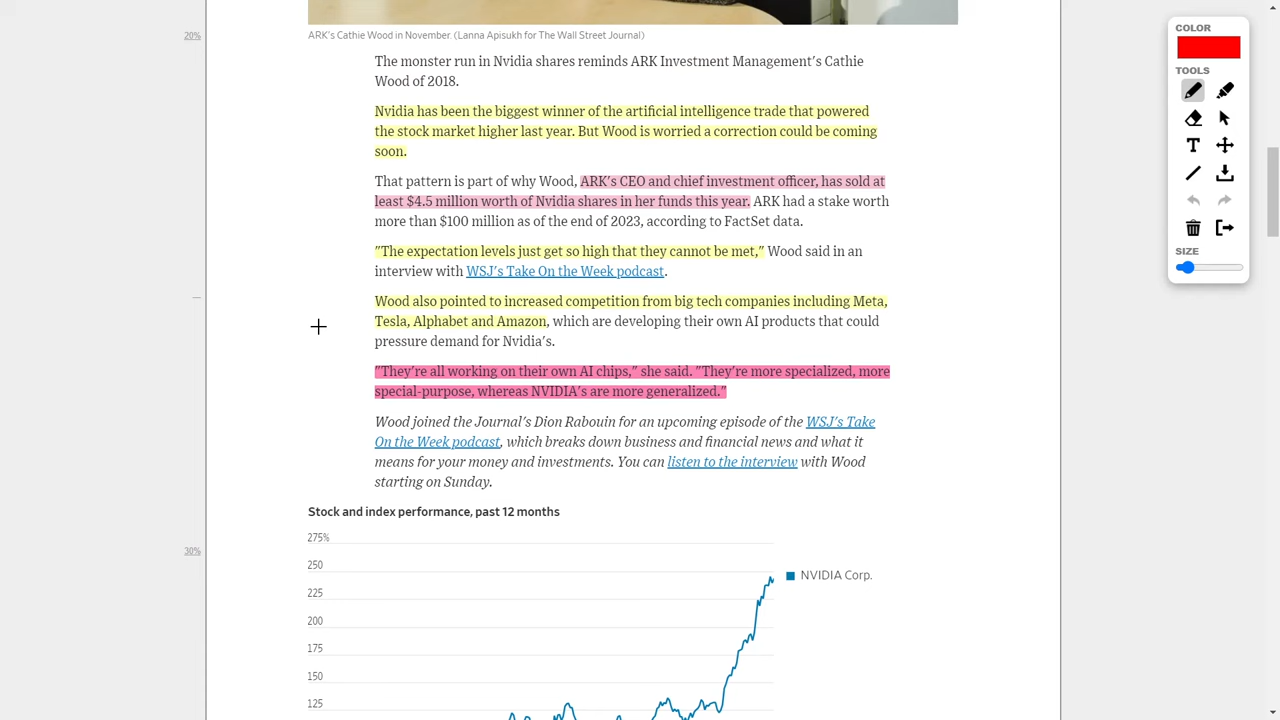 COLOR
TOOLS
SIZE
20%
ARK's Cathie Wood in November. (Lanna Apisukh for The Wall Street Journal)
The monster run in Nvidia shares reminds ARK Investment Management's Cathie
Wood of 2018.
Nvidia has been the biggest winner of the artificial intelligence trade that powered
the stock market higher last year. But Wood is worried a correction could be coming
soon.
That pattern is part of why Wood, ARK's CEO and chief investment officer, has sold at
least $4.5 million worth of Nvidia shares in her funds this year. ARK had a stake worth
more than $100 million as of the end of 2023, according to FactSet data.
"The expectation levels just get so high that they cannot be met," Wood said in an
interview with WSJ's Take On the Week podcast.
Wood also pointed to increased competition from big tech companies including Meta,
Tesla, Alphabet and Amazon, which are developing their own AI products that could
pressure demand for Nvidia's.
"They're all working on their own AI chips," she said. "They're more specialized, more
special-purpose, whereas NVIDIA's are more generalized."
Wood joined the Journal's Dion Rabouin for an upcoming episode of the WSJ's Take
On the Week podcast, which breaks down business and financial news and what it
means for your money and investments. You can listen to the interview with Wood
starting on Sunday.
Stock and index performance, past 12 months
30%
275%
250
225
200
175
150
125
NVIDIA Corp.